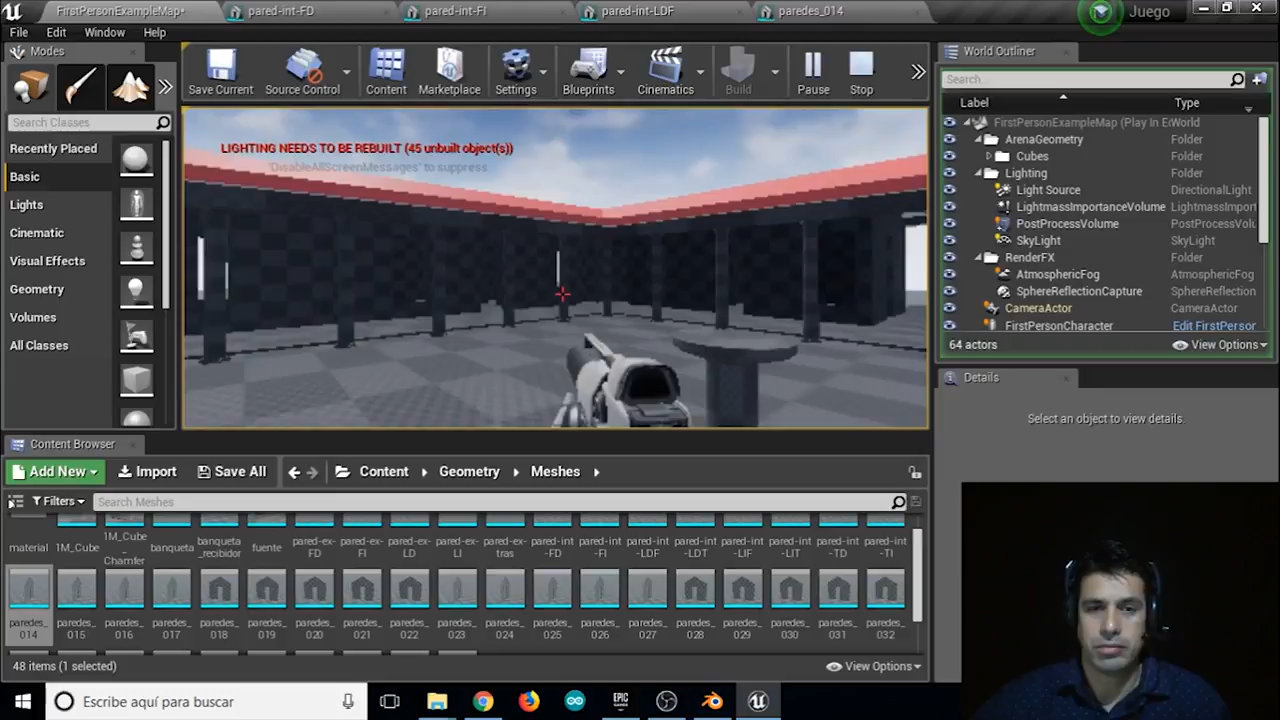 FirstPersonExampleMap*
pared-int-FD
pared-int-FI
pared-int-LDF
paredes_014
Juego
File Edit Window Help
Modes
Search Classes
Recently Played
Basic
Lights
Cinematic
Visual Effects
Geometry
Volumes
All Classes
Save Current
Source Control
Content
Marketplace
Settings
Blueprints
Cinematics
Build
Pause
Stop
LIGHTING NEEDS TO BE REBUILT (45 unbuilt object(s))
'DisableAllScreenMessages' to suppress
World Outliner
Search...
Label Type
FirstPersonExampleMap (Play In Ec World
ArenaGeometry Folder
Cubes Folder
Lighting Folder
Light Source DirectionalLight
LightmassImportanceVolume LightmassImport
PostProcessVolume PostProcessVolu
SkyLight SkyLight
RenderFX Folder
AtmosphericFog AtmosphericFog
SphereReflectionCapture SphereReflection
CameraActor CameraActor
FirstPersonCharacter Edit FirstPerson
64 actors View Options
Details
Select an object to view details.
Content Browser
Add New Import Save All Content Geometry Meshes
Filters Search Meshes
material
1M_Cube
1M_Cube_Chamfer
banqueta
banqueta_recibidor
fuente
pared-ex-FD
pared-ex-FI
pared-ex-LD
pared-ex-LI
pared-extras
pared-int-FD
pared-int-FI
pared-int-LDF
pared-int-LDT
pared-int-LIF
pared-int-LIT
pared-int-TD
pared-int-TI
paredes_014
paredes_015
paredes_016
paredes_017
paredes_018
paredes_019
paredes_020
paredes_021
paredes_022
paredes_023
paredes_024
paredes_025
paredes_026
paredes_027
paredes_028
paredes_029
paredes_030
paredes_031
paredes_032
48 items (1 selected) View Options
Escribe aquí para buscar
EPIC GAMES